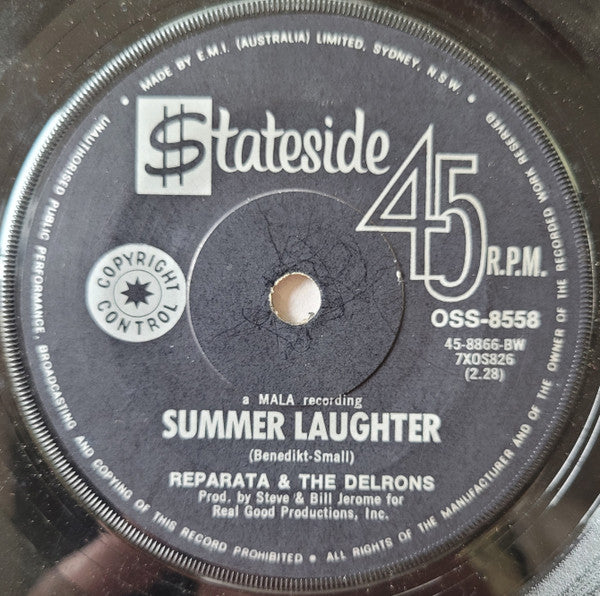 MADE BY E.M.I. (AUSTRALIA) LIMITED, SYDNEY, N.S.W.
$tateside
45 R.P.M.
COPYRIGHT CONTROL
OSS-8558
45-8866-BW
7XOS826
(2.28)
a MALA recording
SUMMER LAUGHTER
(Benedikt-Small)
REPARATA & THE DELRONS
Prod. by Steve & Bill Jerome for
Real Good Productions, Inc.
UNAUTHORISED PUBLIC PERFORMANCE, BROADCASTING AND COPYING OF THIS RECORD PROHIBITED • ALL RIGHTS OF THE MANUFACTURER AND OF THE OWNER OF THE RECORDED WORK RESERVED